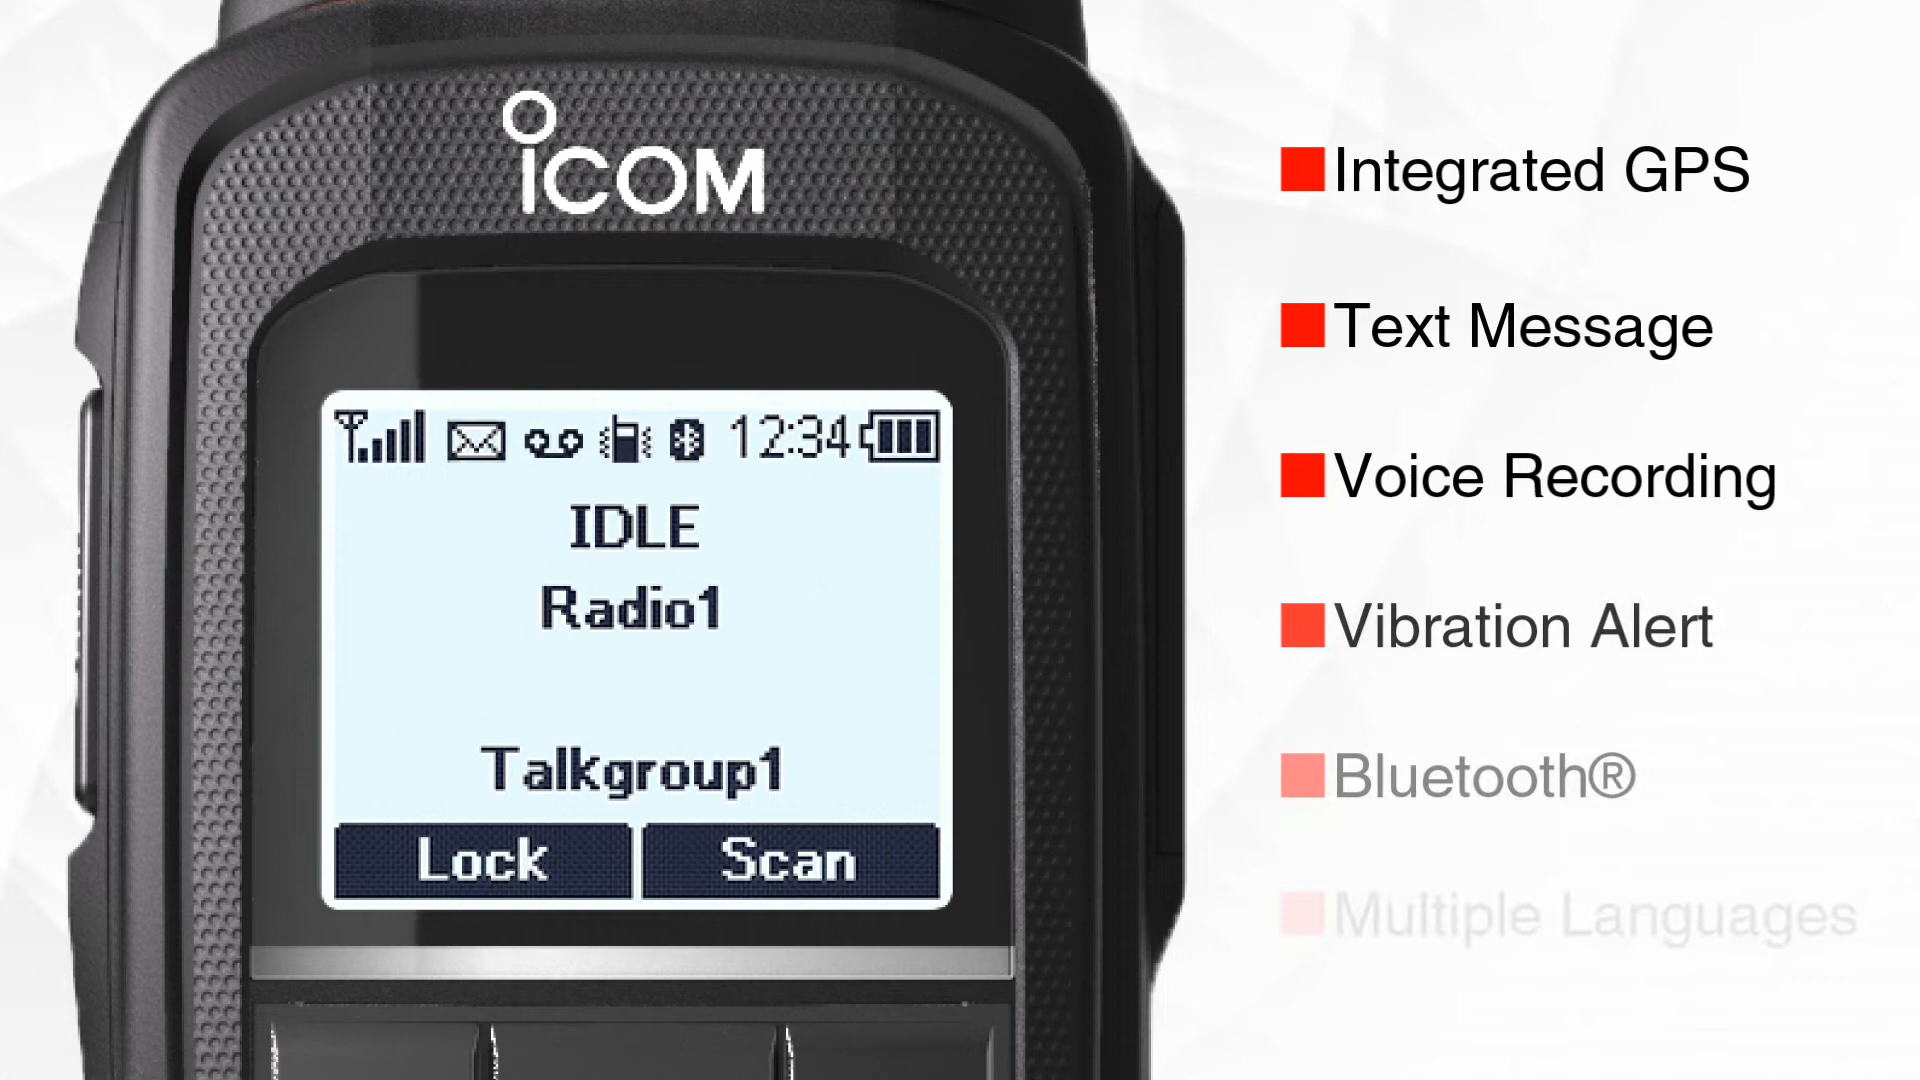 ICOM
12:34
IDLE
Radio1
Talkgroup1
Lock
Scan
Integrated GPS
Text Message
Voice Recording
Vibration Alert
Bluetooth®
Multiple Languages